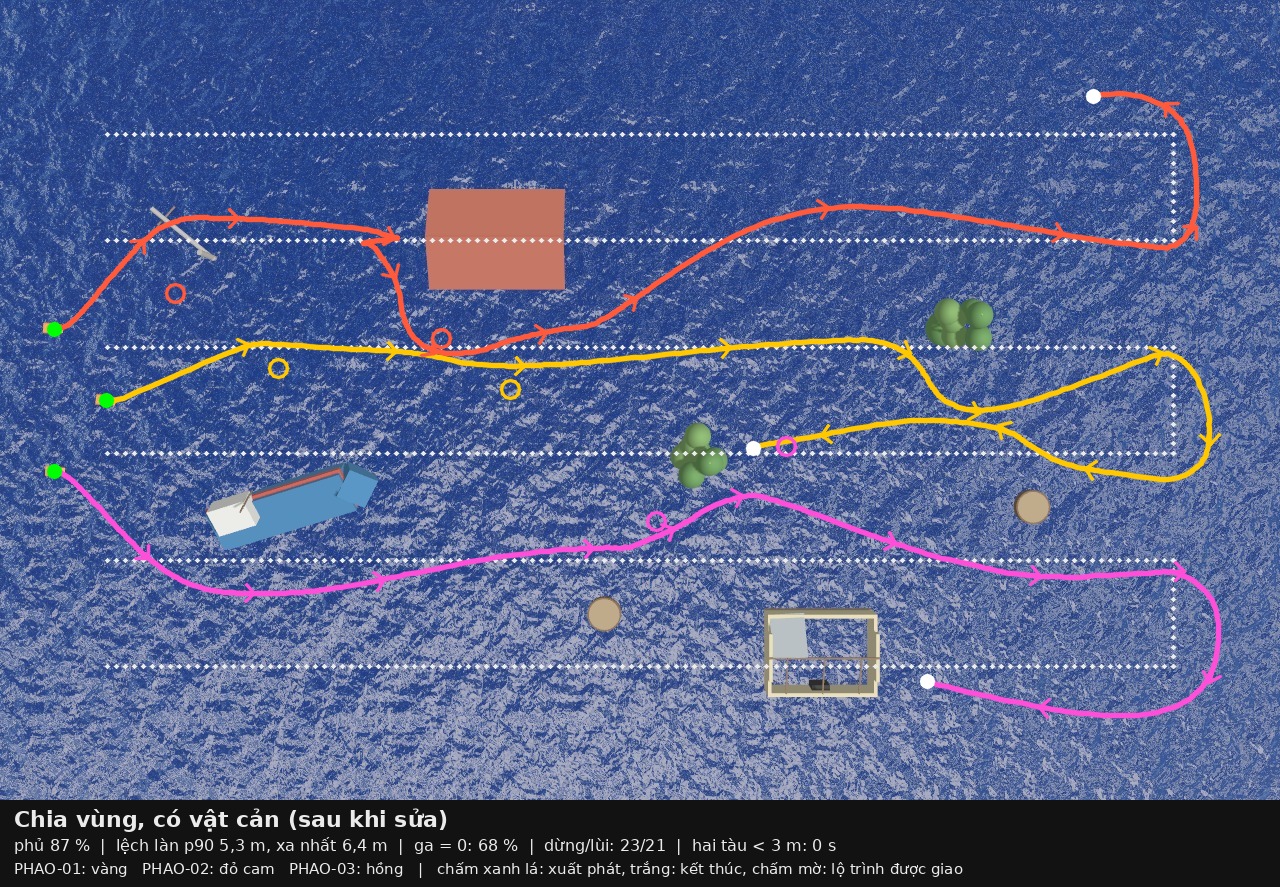 Chia vùng, có vật cản (sau khi sửa)
phủ 87 % | lệch làn p90 5,3 m, xa nhất 6,4 m | ga = 0: 68 % | dừng/lùi: 23/21 | hai tàu < 3 m: 0 s
PHAO-01: vàng PHAO-02: đỏ cam PHAO-03: hồng | chấm xanh lá: xuất phát, trắng: kết thúc, chấm mờ: lộ trình được giao